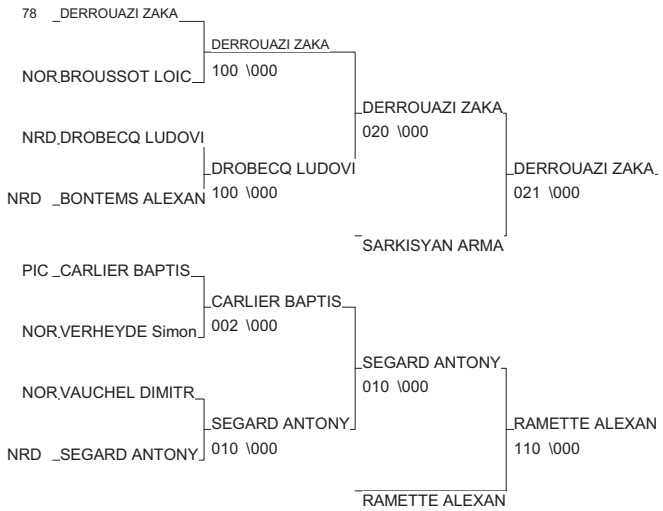 78 DERROUAZI ZAKA
DERROUAZI ZAKA
NOR BROUSSOT LOIC
100 \000
DERROUAZI ZAKA
020 \000
NRD DROBECQ LUDOVI
DROBECQ LUDOVI
100 \000
NRD BONTEMS ALEXAN
DERROUAZI ZAKA
021 \000
SARKISYAN ARMA
PIC CARLIER BAPTIS
CARLIER BAPTIS
002 \000
NOR VERHEYDE Simon
SEGARD ANTONY
010 \000
NOR VAUCHEL DIMITR
SEGARD ANTONY
010 \000
NRD SEGARD ANTONY
RAMETTE ALEXAN
110 \000
RAMETTE ALEXAN